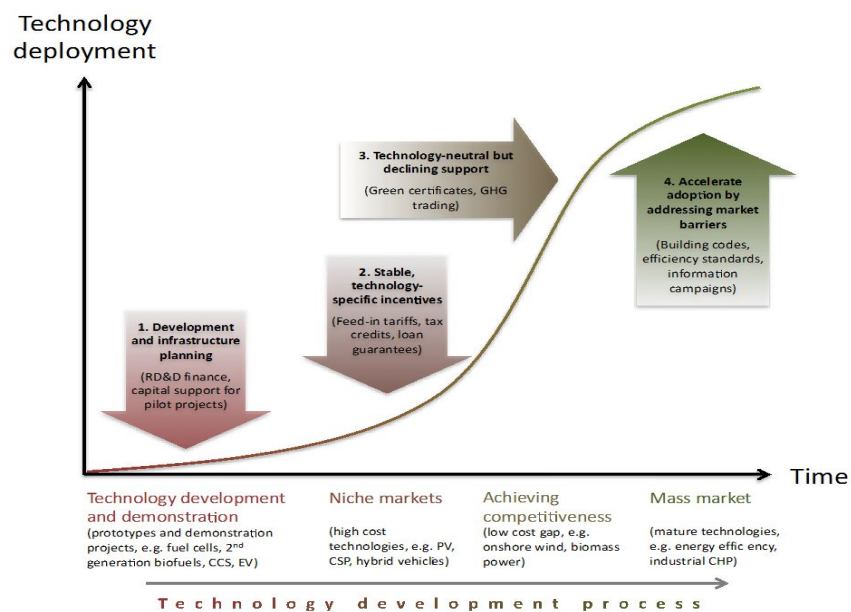 Technology
deployment
3. Technology-neutral but
declining support
(Green certificates, GHG
trading)
4. Accelerate
adoption by
addressing market
barriers
(Building codes,
efficiency standards,
information
campaigns)
2. Stable,
technology-
specific incentives
(Feed-in tariffs, tax
credits, loan
guarantees)
1. Development
and infrastructure
planning
(RD&D finance,
capital support for
pilot projects)
Time
Technology development
and demonstration
(prototypes and demonstration
projects, e.g. fuel cells, 2nd
generation biofuels, CCS, EV)
Niche markets
(high cost
technologies, e.g. PV,
CSP, hybrid vehicles)
Achieving
competitiveness
(low cost gap, e.g.
onshore wind, biomass
power)
Mass market
(mature technologies,
e.g. energy effic ency,
industrial CHP)
Technology development process